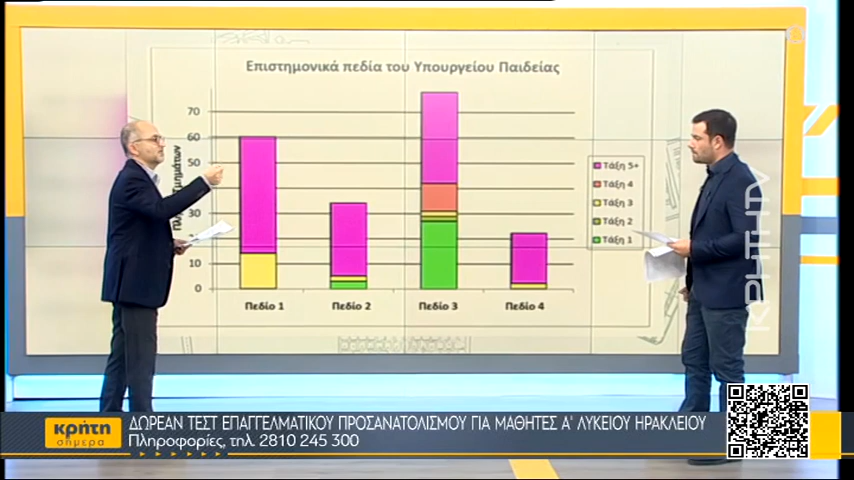 Επιστημονικά πεδία του Υπουργείου Παιδείας
70
60
50
30
20
10
0
Πεδίο 1
Πεδίο 2
Πεδίο 3
Πεδίο 4
Τάξη 5+
Τάξη 4
Τάξη 3
Τάξη 2
Τάξη 1
ΚΡΗΤΗ TV
κρήτη
σήμερα
ΔΩΡΕΑΝ ΤΕΣΤ ΕΠΑΓΓΕΛΜΑΤΙΚΟΥ ΠΡΟΣΑΝΑΤΟΛΙΣΜΟΥ ΓΙΑ ΜΑΘΗΤΕΣ Α' ΛΥΚΕΙΟΥ ΗΡΑΚΛΕΙΟΥ
Πληροφορίες, τηλ. 2810 245 300